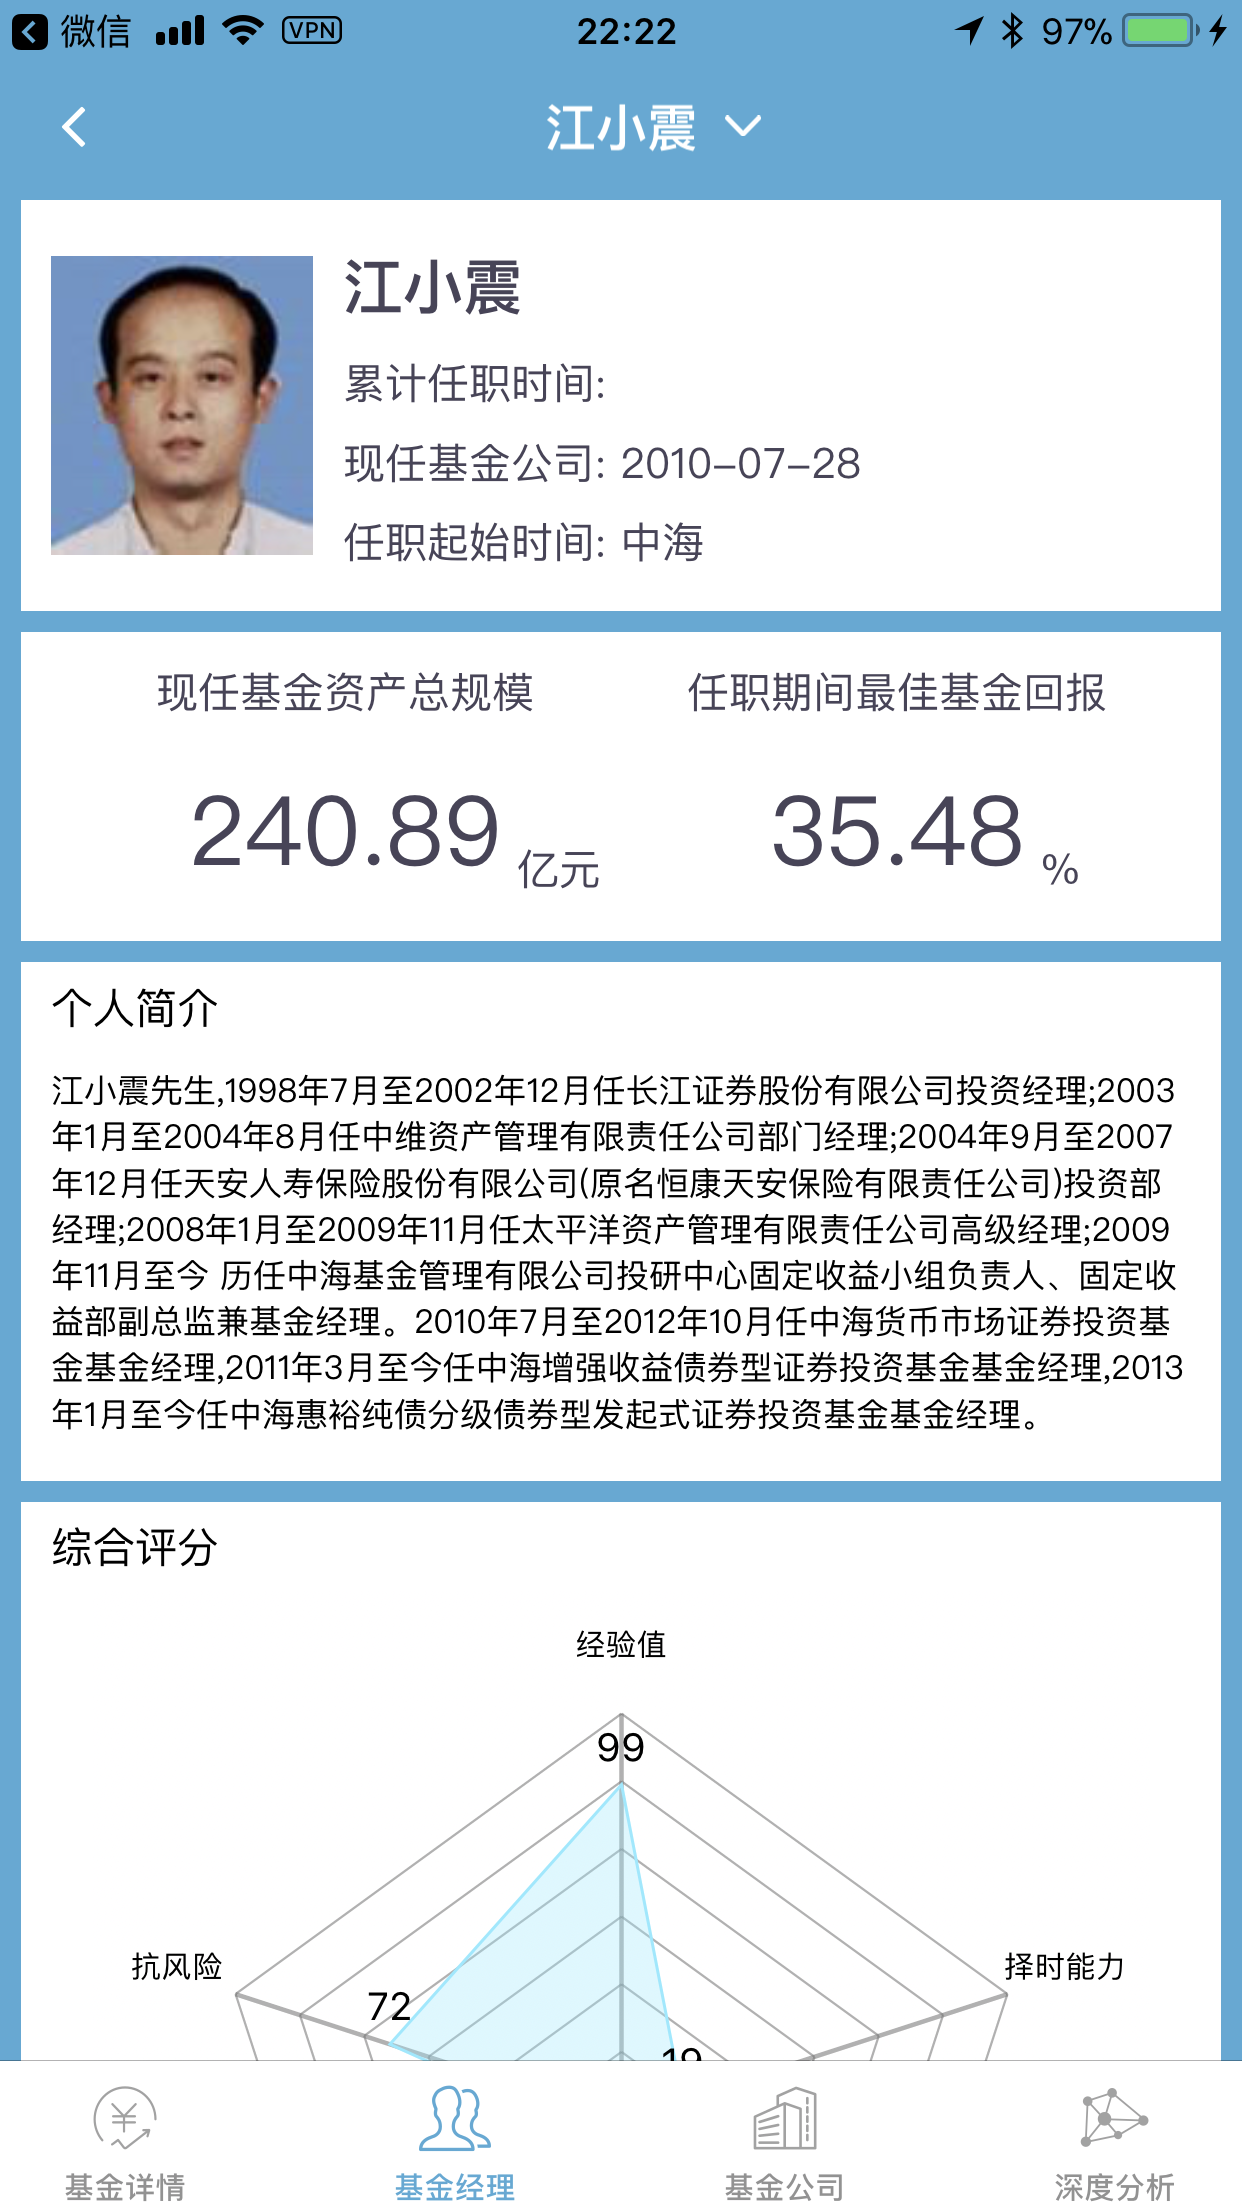 微信 VPN 22:22 97%
江小震
江小震
累计任职时间:
现任基金公司: 2010-07-28
任职起始时间: 中海
现任基金资产总规模 任职期间最佳基金回报
240.89 亿元 35.48 %
个人简介
江小震先生,1998年7月至2002年12月任长江证券股份有限公司投资经理;2003
年1月至2004年8月任中维资产管理有限责任公司部门经理;2004年9月至2007
年12月任天安人寿保险股份有限公司(原名恒康天安保险有限责任公司)投资部
经理;2008年1月至2009年11月任太平洋资产管理有限责任公司高级经理;2009
年11月至今 历任中海基金管理有限公司投研中心固定收益小组负责人、固定收
益部副总监兼基金经理。2010年7月至2012年10月任中海货币市场证券投资基
金基金经理,2011年3月至今任中海增强收益债券型证券投资基金基金经理,2013
年1月至今任中海惠裕纯债分级债券型发起式证券投资基金基金经理。
综合评分
经验值
99
抗风险 择时能力
72
19
基金详情 基金经理 基金公司 深度分析